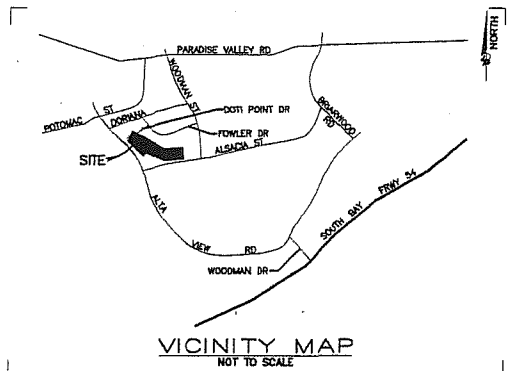 NORTH
PARADISE VALLEY RD
WOODMAN ST
POTOMAC ST
DORIANA
DOTI POINT DR
FOWLER DR
BRIARWOOD RD
SITE
ALSACIA ST
ALTA VIEW RD
SOUTH BAY FRWY 54
WOODMAN DR
VICINITY MAP
NOT TO SCALE